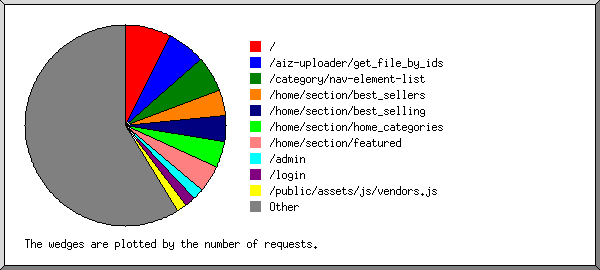 /
/aiz-uploader/get_file_by_ids
/category/nav-element-list
/home/section/best_sellers
/home/section/best_selling
/home/section/home_categories
/home/section/featured
/admin
/login
/public/assets/js/vendors.js
Other
The wedges are plotted by the number of requests.